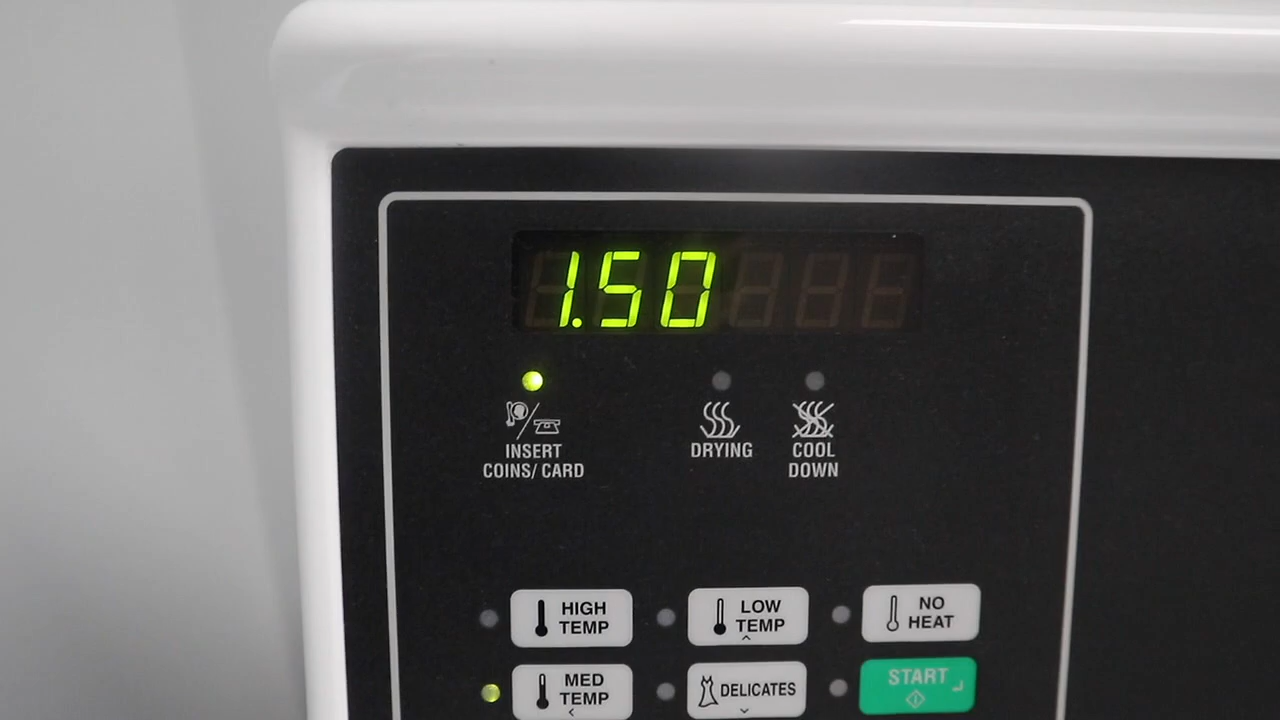 1.50
INSERT
COINS/ CARD
DRYING
COOL
DOWN
HIGH
TEMP
LOW
TEMP
NO
HEAT
MED
TEMP
DELICATES
START